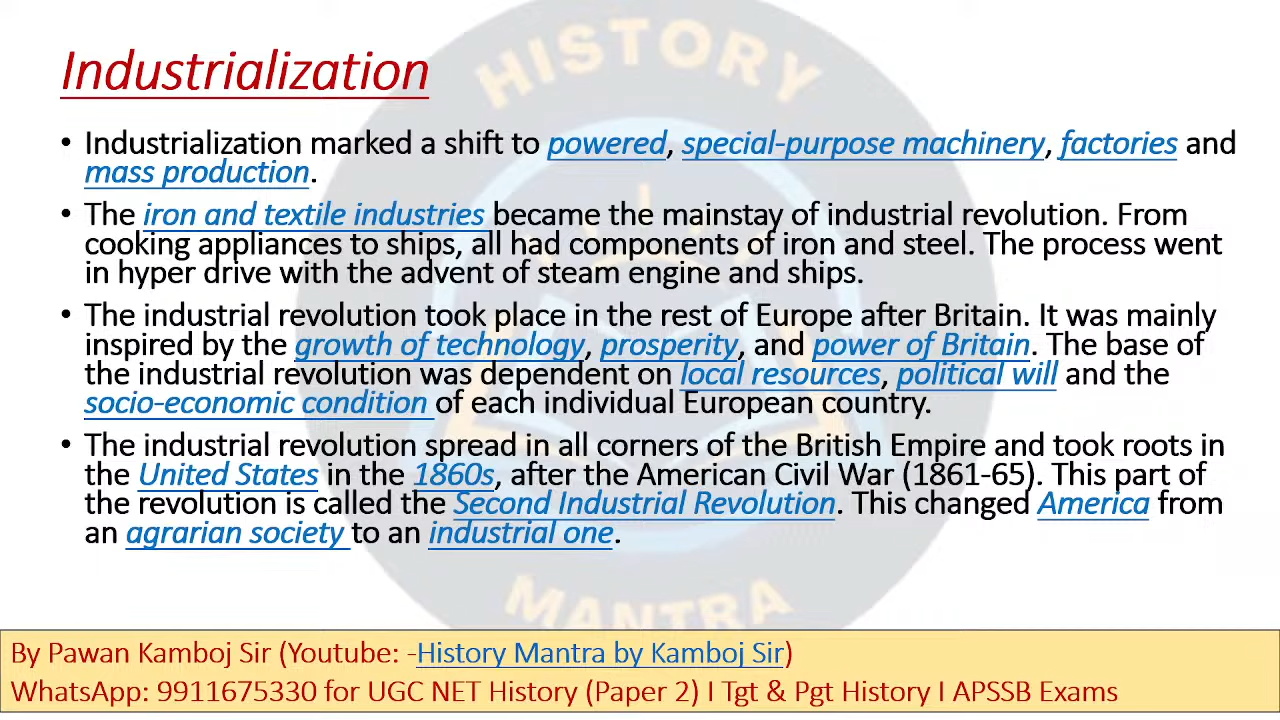 HISTORY
Industrialization
• Industrialization marked a shift to powered, special-purpose machinery, factories and
mass production.
• The iron and textile industries became the mainstay of industrial revolution. From
cooking appliances to ships, all had components of iron and steel. The process went
in hyper drive with the advent of steam engine and ships.
• The industrial revolution took place in the rest of Europe after Britain. It was mainly
inspired by the growth of technology, prosperity, and power of Britain. The base of
the industrial revolution was dependent on local resources, political will and the
socio-economic condition of each individual European country.
• The industrial revolution spread in all corners of the British Empire and took roots in
the United States in the 1860s, after the American Civil War (1861-65). This part of
the revolution is called the Second Industrial Revolution. This changed America from
an agrarian society to an industrial one.
MANTRA
By Pawan Kamboj Sir (Youtube: -History Mantra by Kamboj Sir)
WhatsApp: 9911675330 for UGC NET History (Paper 2) I Tgt & Pgt History I APSSB Exams